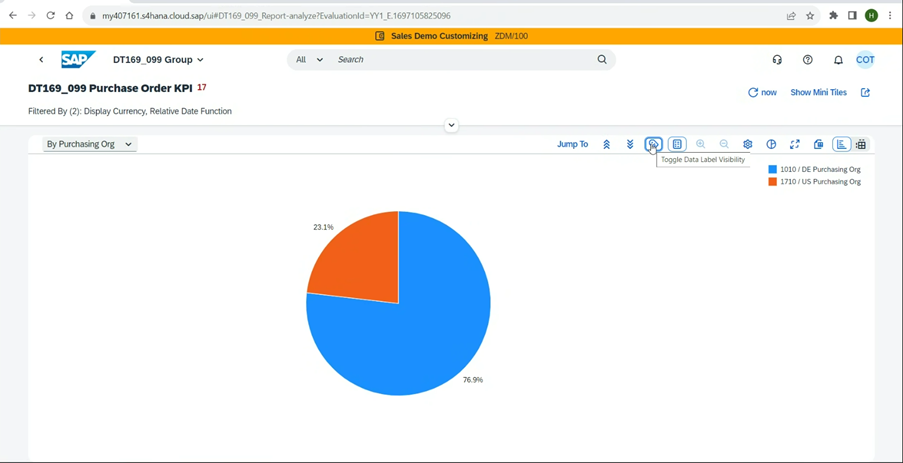 my407161.s4hana.cloud.sap/ui#DT169_099_Report-analyze?EvaluationId=YY1_E.1697105825096
H
Sales Demo Customizing ZDM/100
SAP
DT169_099 Group
All
Search
COT
DT169_099 Purchase Order KPI 17
now
Show Mini Tiles
Filtered By (2): Display Currency, Relative Date Function
By Purchasing Org
Jump To
Toggle Data Label Visibility
1010 / DE Purchasing Org
1710 / US Purchasing Org
23.1%
76.9%